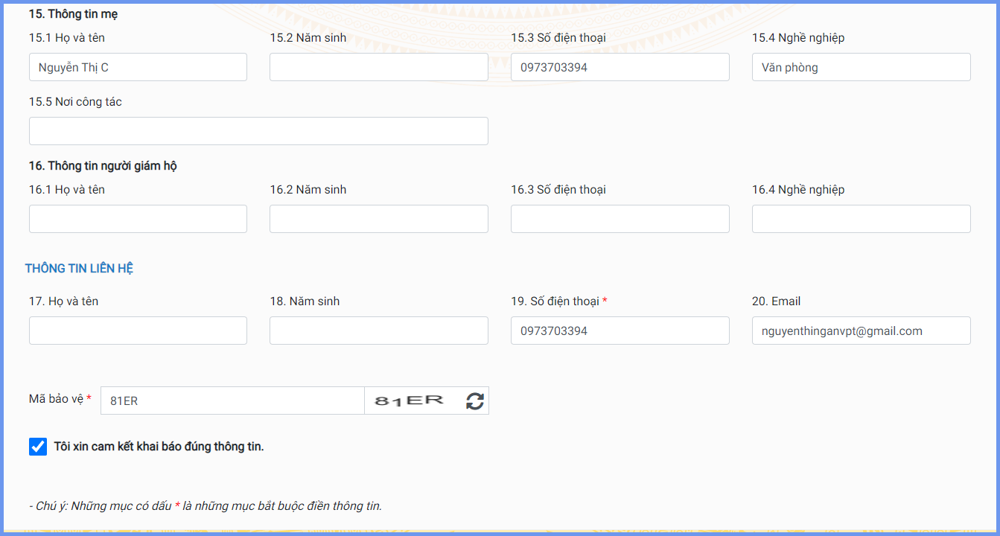 15. Thông tin mẹ
15.1 Họ và tên 15.2 Năm sinh 15.3 Số điện thoại 15.4 Nghề nghiệp
Nguyễn Thị C 0973703394 Văn phòng
15.5 Nơi công tác
16. Thông tin người giám hộ
16.1 Họ và tên 16.2 Năm sinh 16.3 Số điện thoại 16.4 Nghề nghiệp
THÔNG TIN LIÊN HỆ
17. Họ và tên 18. Năm sinh 19. Số điện thoại * 20. Email
0973703394 nguyenthinganvpt@gmail.com
Mã bảo vệ * 81ER 81ER
Tôi xin cam kết khai báo đúng thông tin.
- Chú ý: Những mục có dấu * là những mục bắt buộc điền thông tin.